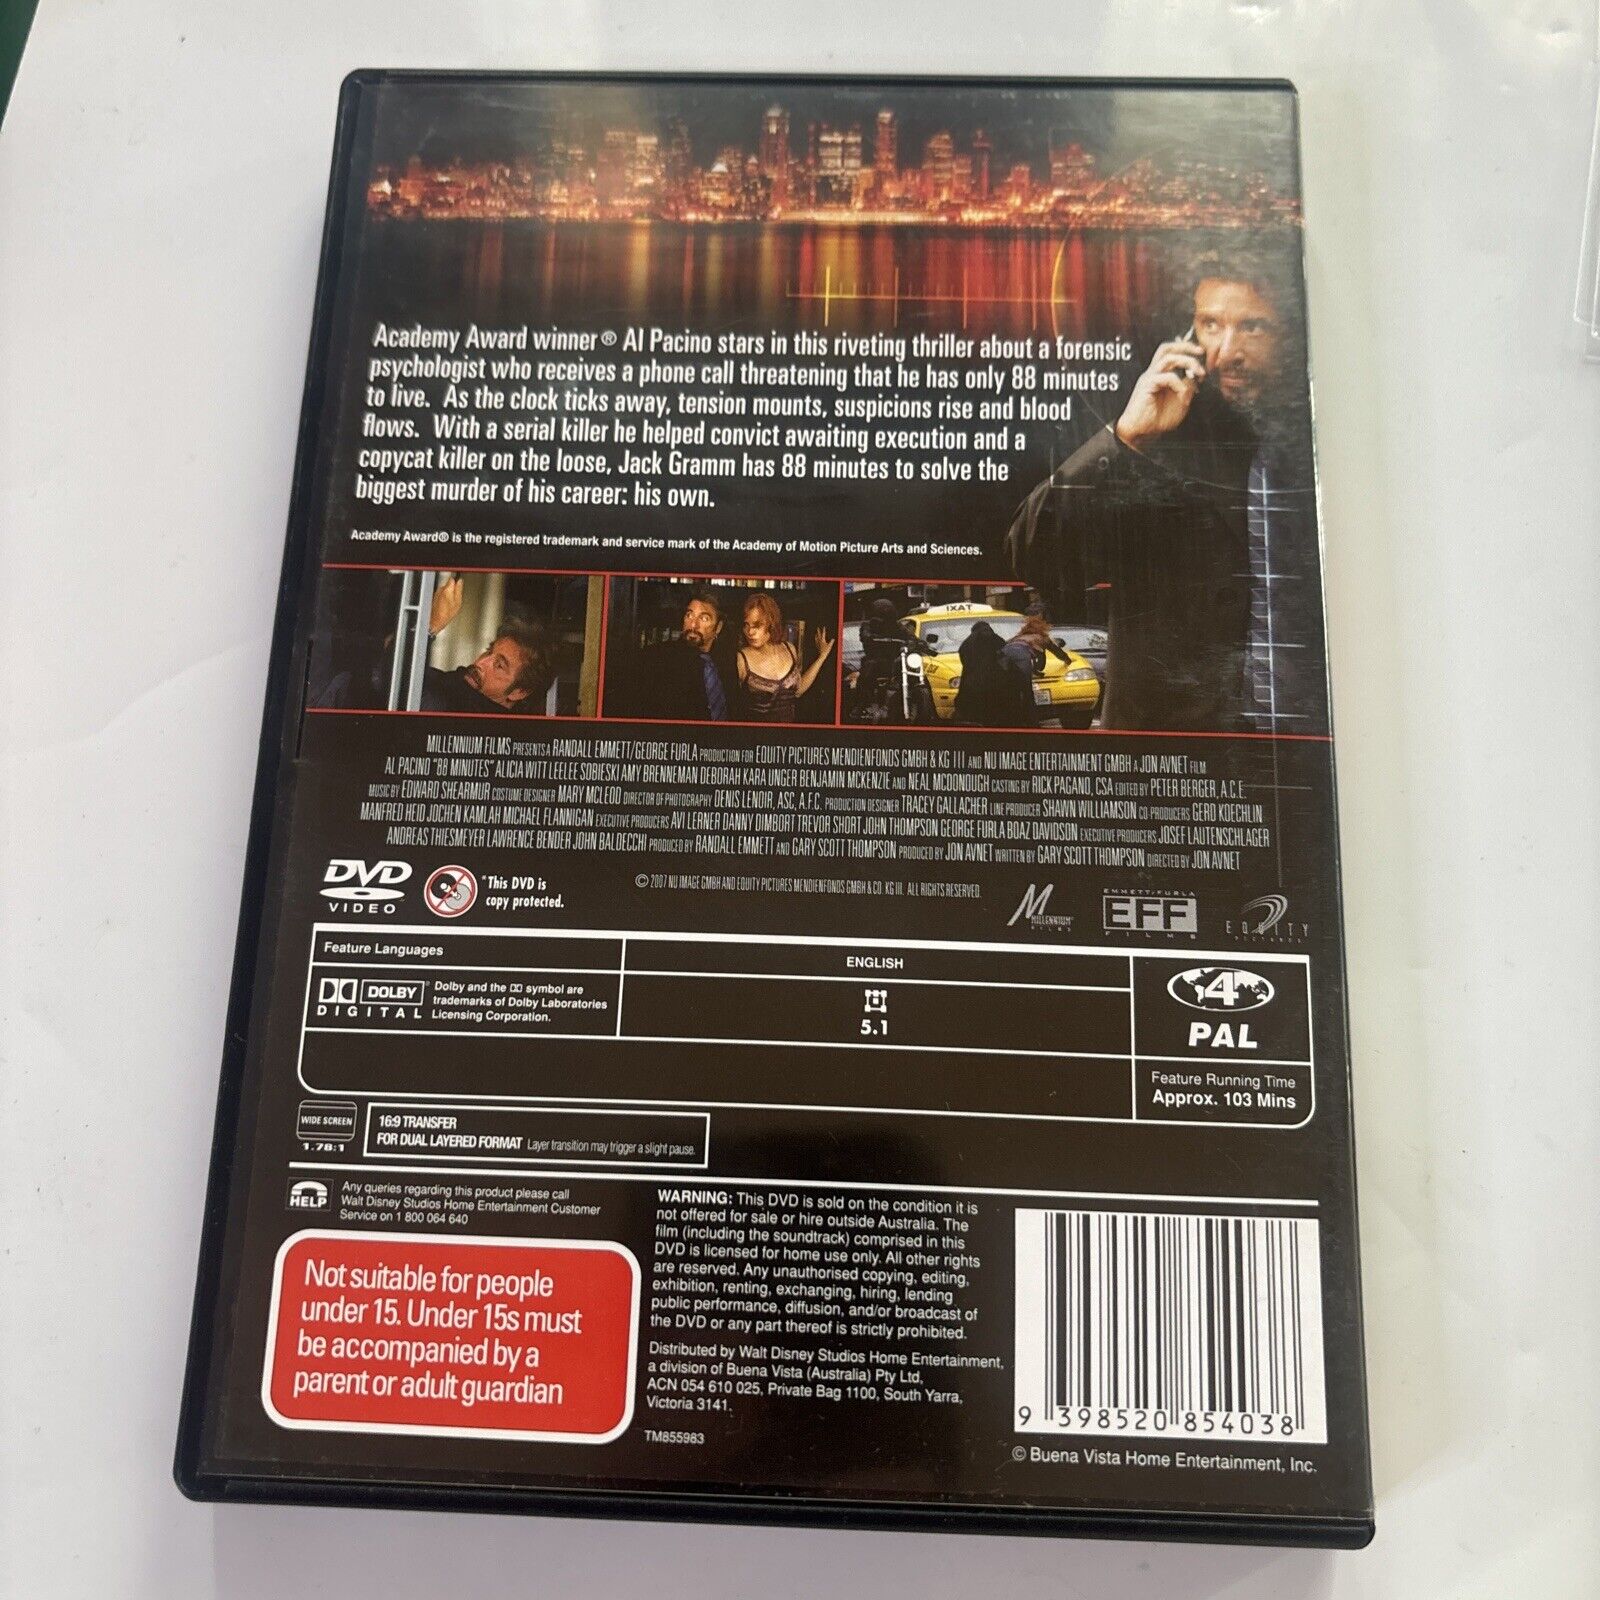 Academy Award winner® Al Pacino stars in this riveting thriller about a forensic
psychologist who receives a phone call threatening that he has only 88 minutes
to live. As the clock ticks away, tension mounts, suspicions rise and blood
flows. With a serial killer he helped convict awaiting execution and a
copycat killer on the loose, Jack Gramm has 88 minutes to solve the
biggest murder of his career: his own.
Academy Award® is the registered trademark and service mark of the Academy of Motion Picture Arts and Sciences.
TAXI
MILLENNIUM FILMS PRESENTS A RANDALL EMMETT/GEORGE FURLA PRODUCTION FOR EQUITY PICTURES MENDIENFONDS GMBH & KG III AND NU IMAGE ENTERTAINMENT GMBH A JON AVNET FILM
AL PACINO "88 MINUTES" ALICIA WITT LEELEE SOBIESKI AMY BRENNEMAN DEBORAH KARA UNGER BENJAMIN MCKENZIE AND NEAL MCDONOUGH CASTING BY RICK PAGANO, CSA EDITED BY PETER BERGER, A.C.E.
MUSIC BY EDWARD SHEARMUR COSTUME DESIGNER MARY MCLEOD DIRECTOR OF PHOTOGRAPHY DENIS LENOIR, ASC, A.F.C. PRODUCTION DESIGNER TRACEY GALLACHER LINE PRODUCER SHAWN WILLIAMSON CO-PRODUCERS GERD KOECHLIN
MANFRED HEID JOCHEN KAMLAH MICHAEL FLANNIGAN EXECUTIVE PRODUCERS AVI LERNER DANNY DIMBORT TREVOR SHORT JOHN THOMPSON GEORGE FURLA BOAZ DAVIDSON EXECUTIVE PRODUCERS JOSEF LAUTENSCHLAGER
ANDREAS THIESMEYER LAWRENCE BENDER JOHN BALDECCHI PRODUCED BY RANDALL EMMETT AND GARY SCOTT THOMPSON PRODUCED BY JON AVNET WRITTEN BY GARY SCOTT THOMPSON DIRECTED BY JON AVNET
DVD
VIDEO
*This DVD is
copy protected.
© 2007 NU IMAGE GMBH AND EQUITY PICTURES MENDIENFONDS GMBH & CO. KG III. ALL RIGHTS RESERVED.
M
MILLENNIUM
FILMS
EMMETT/FURLA
EFF
FILMS
EQUITY
PICTURES
Feature Languages
ENGLISH
DOLBY
DIGITAL
Dolby and the DD symbol are
trademarks of Dolby Laboratories
Licensing Corporation.
5.1
4
PAL
Feature Running Time
Approx. 103 Mins
WIDE SCREEN
1.78:1
16:9 TRANSFER
FOR DUAL LAYERED FORMAT Layer transition may trigger a slight pause.
HELP
Any queries regarding this product please call
Walt Disney Studios Home Entertainment Customer
Service on 1 800 064 640
Not suitable for people
under 15. Under 15s must
be accompanied by a
parent or adult guardian
WARNING: This DVD is sold on the condition it is
not offered for sale or hire outside Australia. The
film (including the soundtrack) comprised in this
DVD is licensed for home use only. All other rights
are reserved. Any unauthorised copying, editing,
exhibition, renting, exchanging, hiring, lending
public performance, diffusion, and/or broadcast of
the DVD or any part thereof is strictly prohibited.
Distributed by Walt Disney Studios Home Entertainment,
a division of Buena Vista (Australia) Pty Ltd,
ACN 054 610 025, Private Bag 1100, South Yarra,
Victoria 3141.
TM855983
9 398520 854038
© Buena Vista Home Entertainment, Inc.